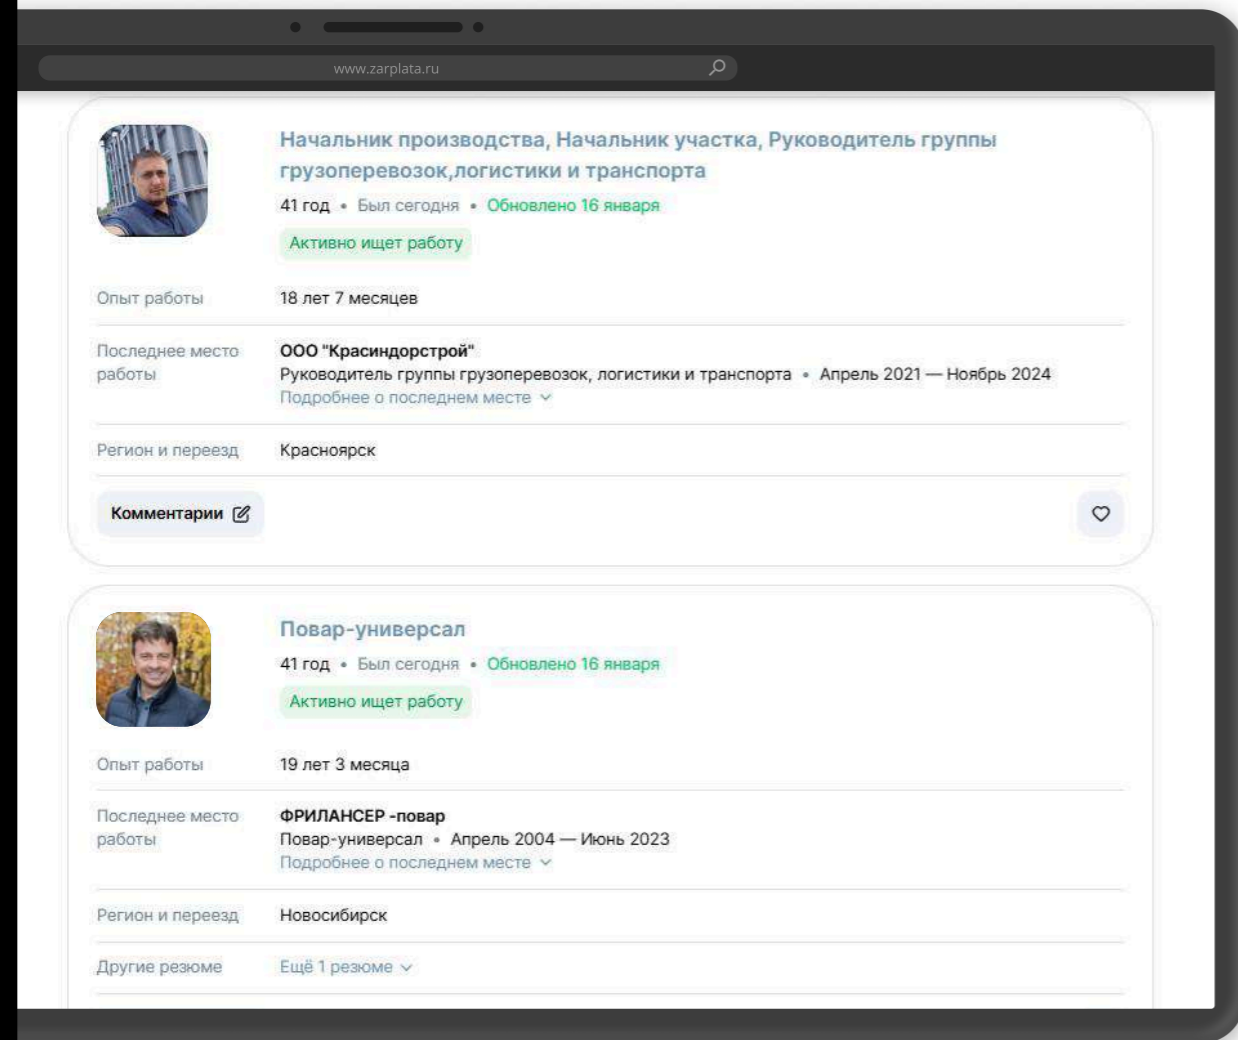 www.zarplata.ru
Начальник производства, Начальник участка, Руководитель группы
грузоперевозок,логистики и транспорта
41 год • Был сегодня • Обновлено 16 января
Активно ищет работу
Опыт работы 18 лет 7 месяцев
Последнее место работы
ООО "Красиндорстрой"
Руководитель группы грузоперевозок, логистики и транспорта • Апрель 2021 — Ноябрь 2024
Подробнее о последнем месте
Регион и переезд Красноярск
Комментарии
Повар-универсал
41 год • Был сегодня • Обновлено 16 января
Активно ищет работу
Опыт работы 19 лет 3 месяца
Последнее место работы
ФРИЛАНСЕР -повар
Повар-универсал • Апрель 2004 — Июнь 2023
Подробнее о последнем месте
Регион и переезд Новосибирск
Другие резюме Ещё 1 резюме